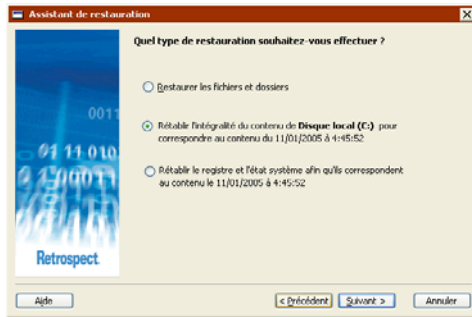 Assistant de restauration
Quel type de restauration souhaitez-vous effectuer ?
Restaurer les fichiers et dossiers
Rétablir l'intégralité du contenu de Disque local (C:) pour
correspondre au contenu du 11/01/2005 à 4:45:52
Rétablir le registre et l'état système afin qu'ils correspondent
au contenu le 11/01/2005 à 4:45:52
Retrospect
Aide
< Précédent
Suivant >
Annuler